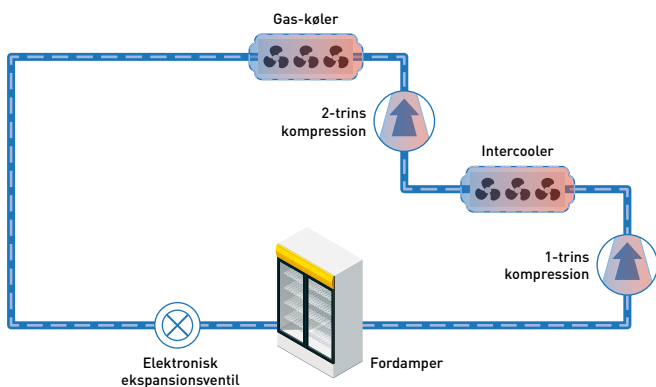 Gas-køler
2-trins
kompression
Intercooler
1-trins
kompression
Elektronisk
ekspansionsventil
Fordamper